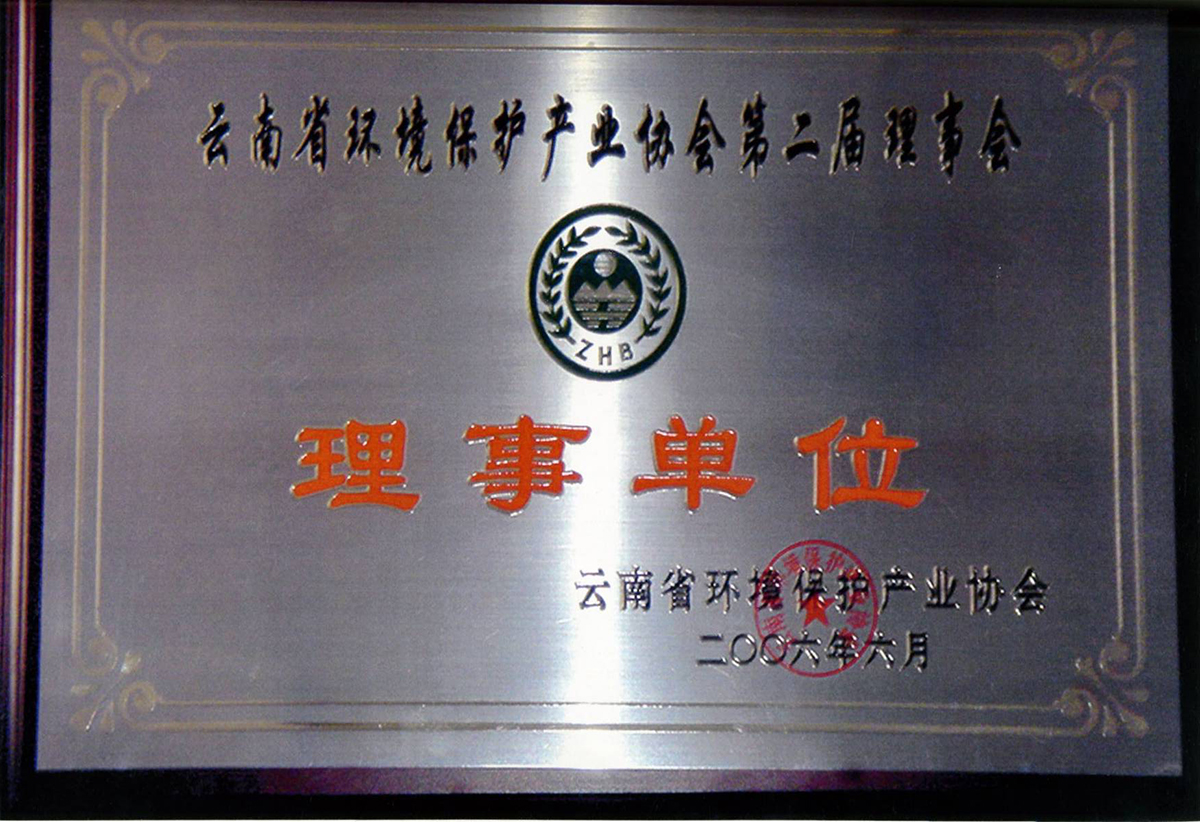 云南省环境保护产业协会第二届理事会
ZHB
理事单位
云南省环境保护产业协会
二〇〇六年六月